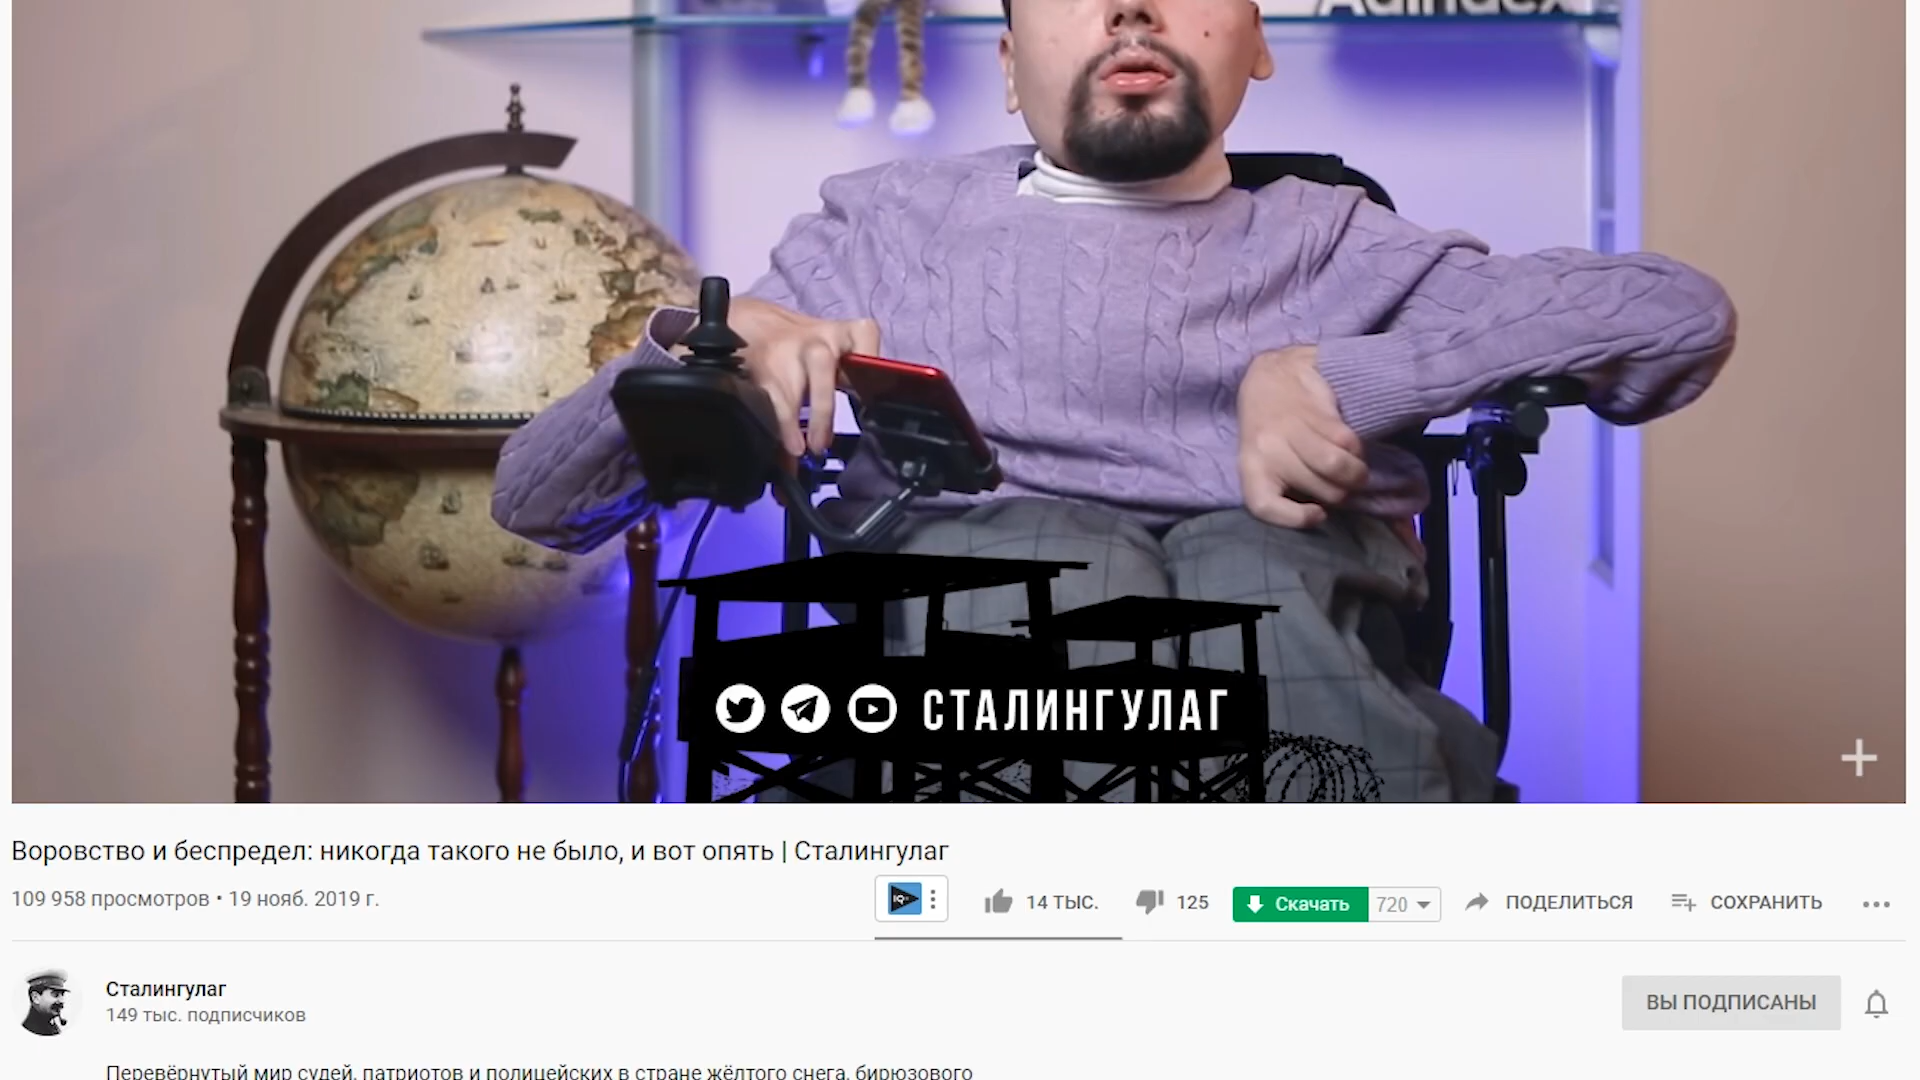 AdIndex
СТАЛИНГУЛАГ
Воровство и беспредел: никогда такого не было, и вот опять | Сталингулаг
109 958 просмотров • 19 нояб. 2019 г.
IQ
14 ТЫС.
125
Скачать
720
ПОДЕЛИТЬСЯ
СОХРАНИТЬ
Сталингулаг
149 тыс. подписчиков
ВЫ ПОДПИСАНЫ
Перевёрнутый мир судей, патриотов и полицейских в стране жёлтого снега, бирюзового